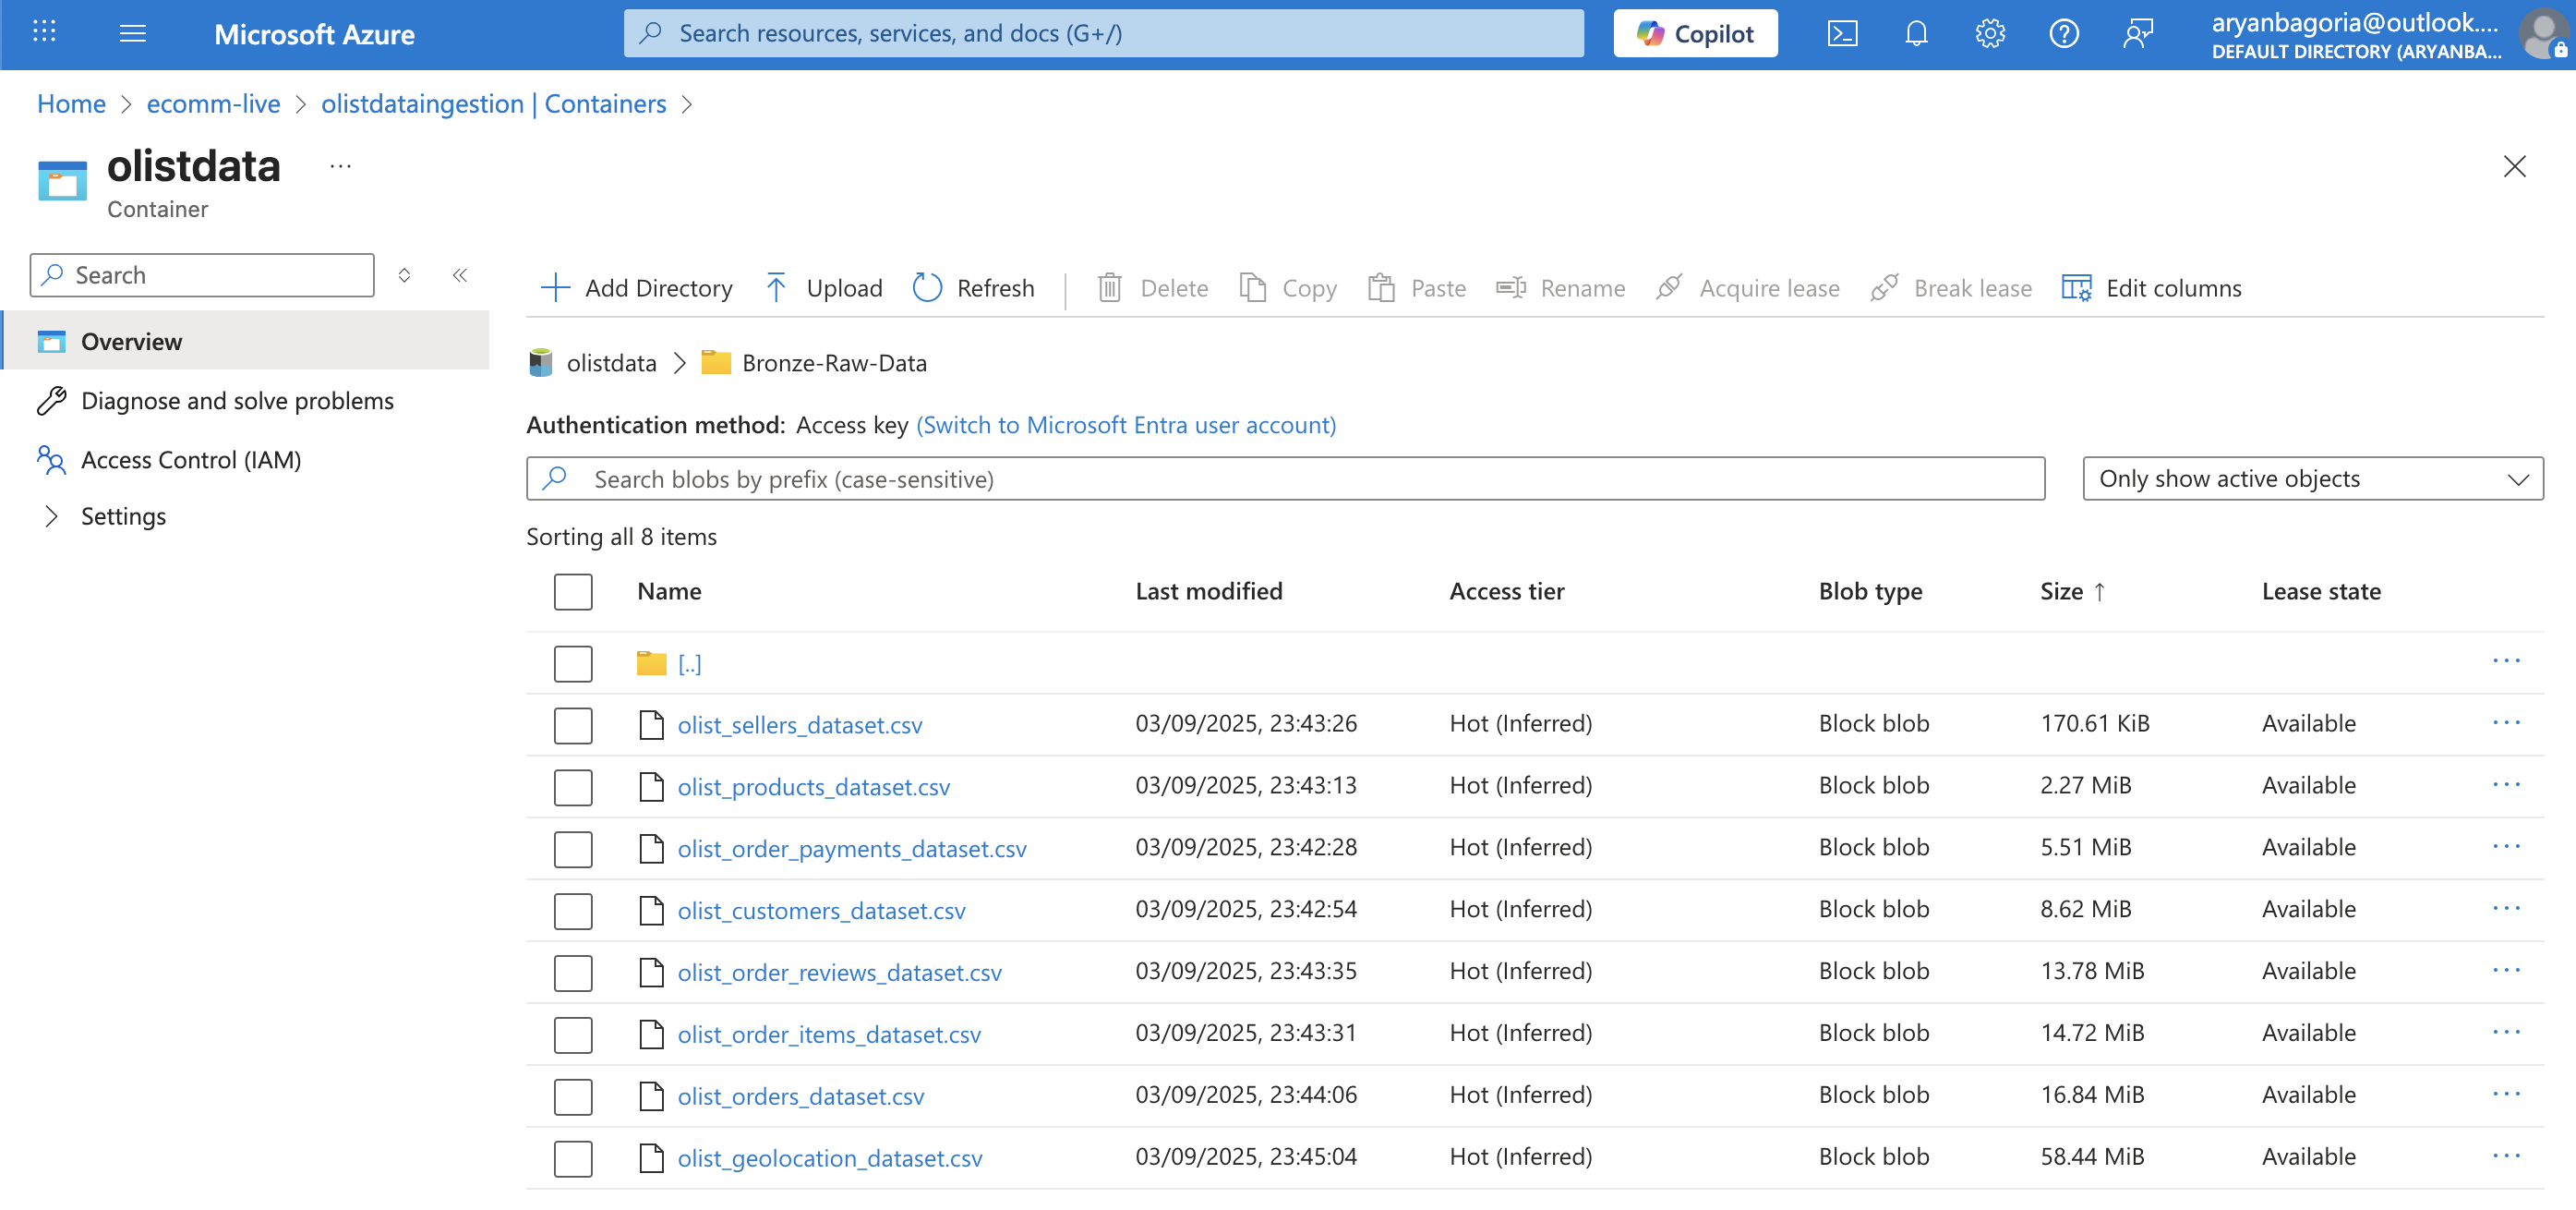 Microsoft Azure
Search resources, services, and docs (G+/)
Copilot
aryanbagoria@outlook....
DEFAULT DIRECTORY (ARYANBA...
Home > ecomm-live > olistdataingestion | Containers >
olistdata ...
Container
Search
Overview
Diagnose and solve problems
Access Control (IAM)
Settings
Add Directory Upload Refresh Delete Copy Paste Rename Acquire lease Break lease Edit columns
olistdata > Bronze-Raw-Data
Authentication method: Access key (Switch to Microsoft Entra user account)
Search blobs by prefix (case-sensitive)
Only show active objects
Sorting all 8 items
Name Last modified Access tier Blob type Size ↑ Lease state
[..] ...
olist_sellers_dataset.csv 03/09/2025, 23:43:26 Hot (Inferred) Block blob 170.61 KiB Available ...
olist_products_dataset.csv 03/09/2025, 23:43:13 Hot (Inferred) Block blob 2.27 MiB Available ...
olist_order_payments_dataset.csv 03/09/2025, 23:42:28 Hot (Inferred) Block blob 5.51 MiB Available ...
olist_customers_dataset.csv 03/09/2025, 23:42:54 Hot (Inferred) Block blob 8.62 MiB Available ...
olist_order_reviews_dataset.csv 03/09/2025, 23:43:35 Hot (Inferred) Block blob 13.78 MiB Available ...
olist_order_items_dataset.csv 03/09/2025, 23:43:31 Hot (Inferred) Block blob 14.72 MiB Available ...
olist_orders_dataset.csv 03/09/2025, 23:44:06 Hot (Inferred) Block blob 16.84 MiB Available ...
olist_geolocation_dataset.csv 03/09/2025, 23:45:04 Hot (Inferred) Block blob 58.44 MiB Available ...